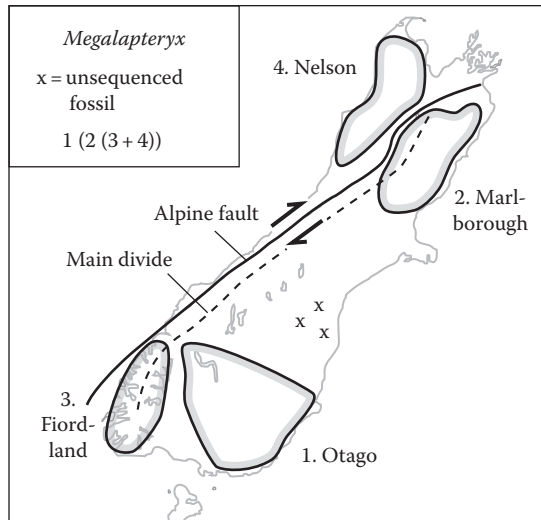 Megalapteryx
x = unsequenced
fossil
1 (2 (3 + 4))
4. Nelson
2. Marl-
borough
Alpine fault
Main divide
x
x
x
3.
Fiord-
land
1. Otago